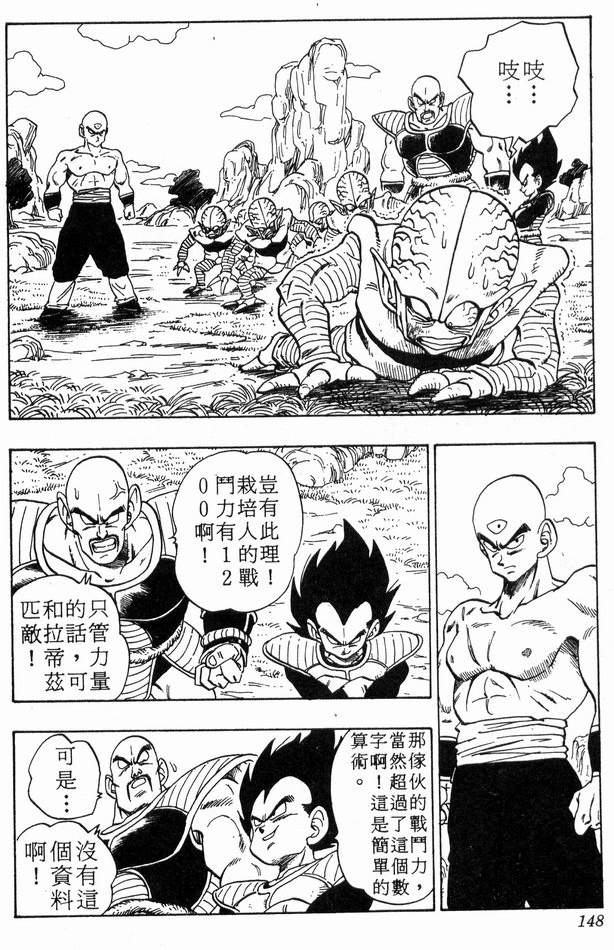 吱…
吱…
豈有此理！
栽培人的戰
鬥力有12
00啊！
只管力量
的話，可
和拉蒂茲
匹敵！
那傢伙的戰鬥力，
當然超過了這個數
字啊！這是簡單的
算術。
可
是…
沒有這
個資料
啊！
148